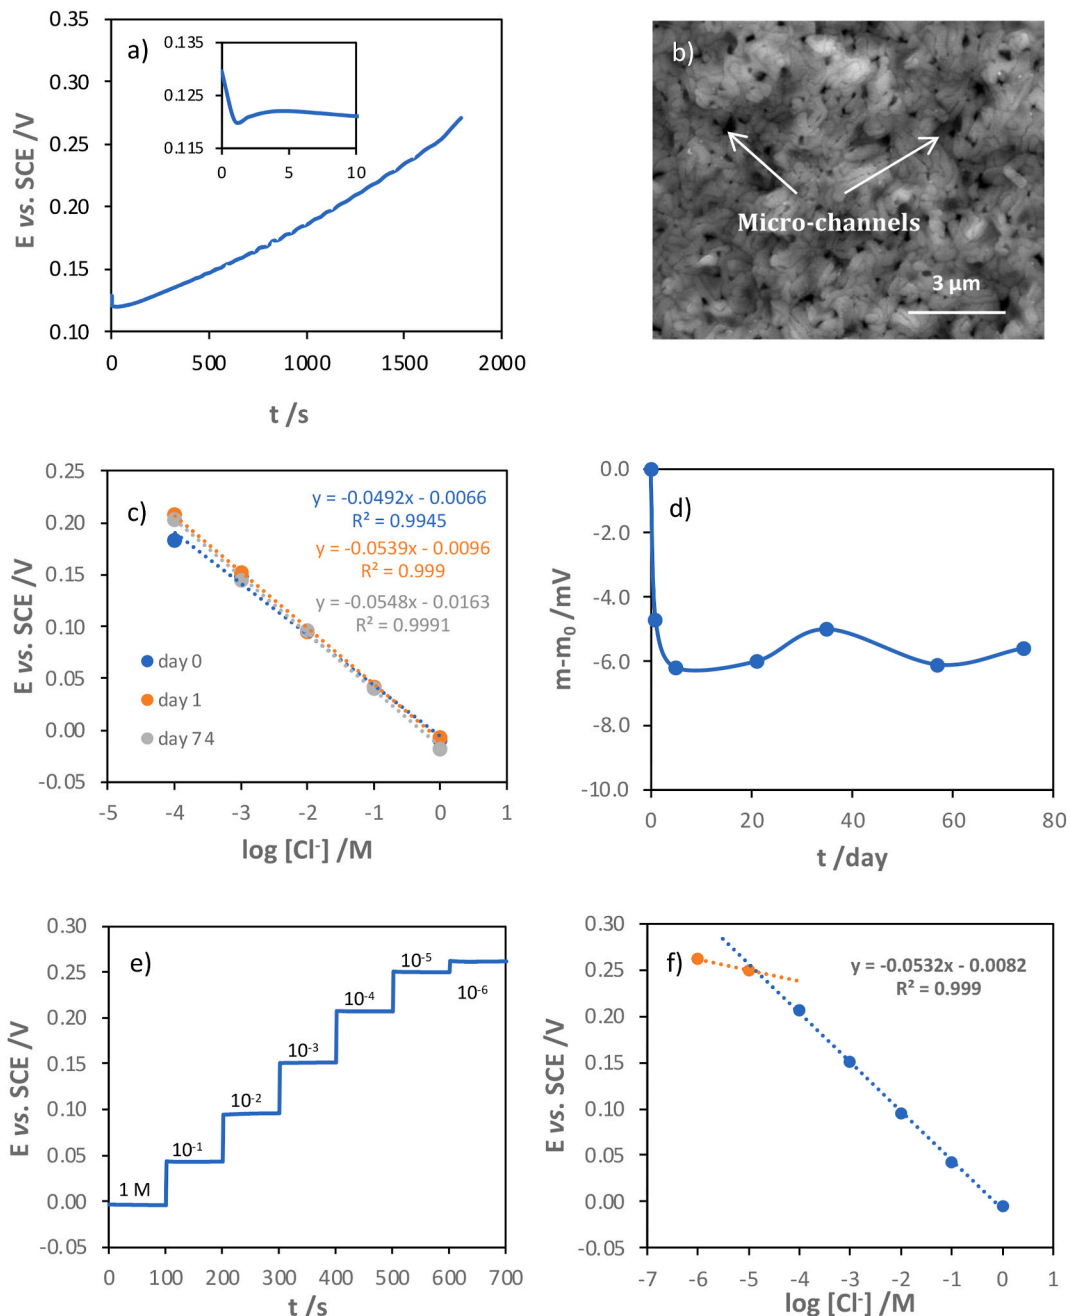 a)
E vs. SCE /V
0.35
0.30
0.25
0.20
0.15
0.10
0
500
1000
1500
2000
t /s
0.135
0.125
0.115
0
5
10
b)
Micro-channels
3 µm
c)
E vs. SCE /V
0.25
0.20
0.15
0.10
0.05
0.00
-0.05
-5
-4
-3
-2
-1
0
1
log [Cl-] /M
y = -0.0492x - 0.0066
R² = 0.9945
y = -0.0539x - 0.0096
R² = 0.999
y = -0.0548x - 0.0163
R² = 0.9991
day 0
day 1
day 74
d)
m-m₀ /mV
0.0
-2.0
-4.0
-6.0
-8.0
-10.0
0
20
40
60
80
t /day
e)
E vs. SCE /V
0.30
0.25
0.20
0.15
0.10
0.05
0.00
-0.05
0
100
200
300
400
500
600
700
t /s
1 M
10⁻¹
10⁻²
10⁻³
10⁻⁴
10⁻⁵
10⁻⁶
f)
E vs. SCE /V
0.30
0.25
0.20
0.15
0.10
0.05
0.00
-0.05
-7
-6
-5
-4
-3
-2
-1
0
1
log [Cl-] /M
y = -0.0532x - 0.0082
R² = 0.999